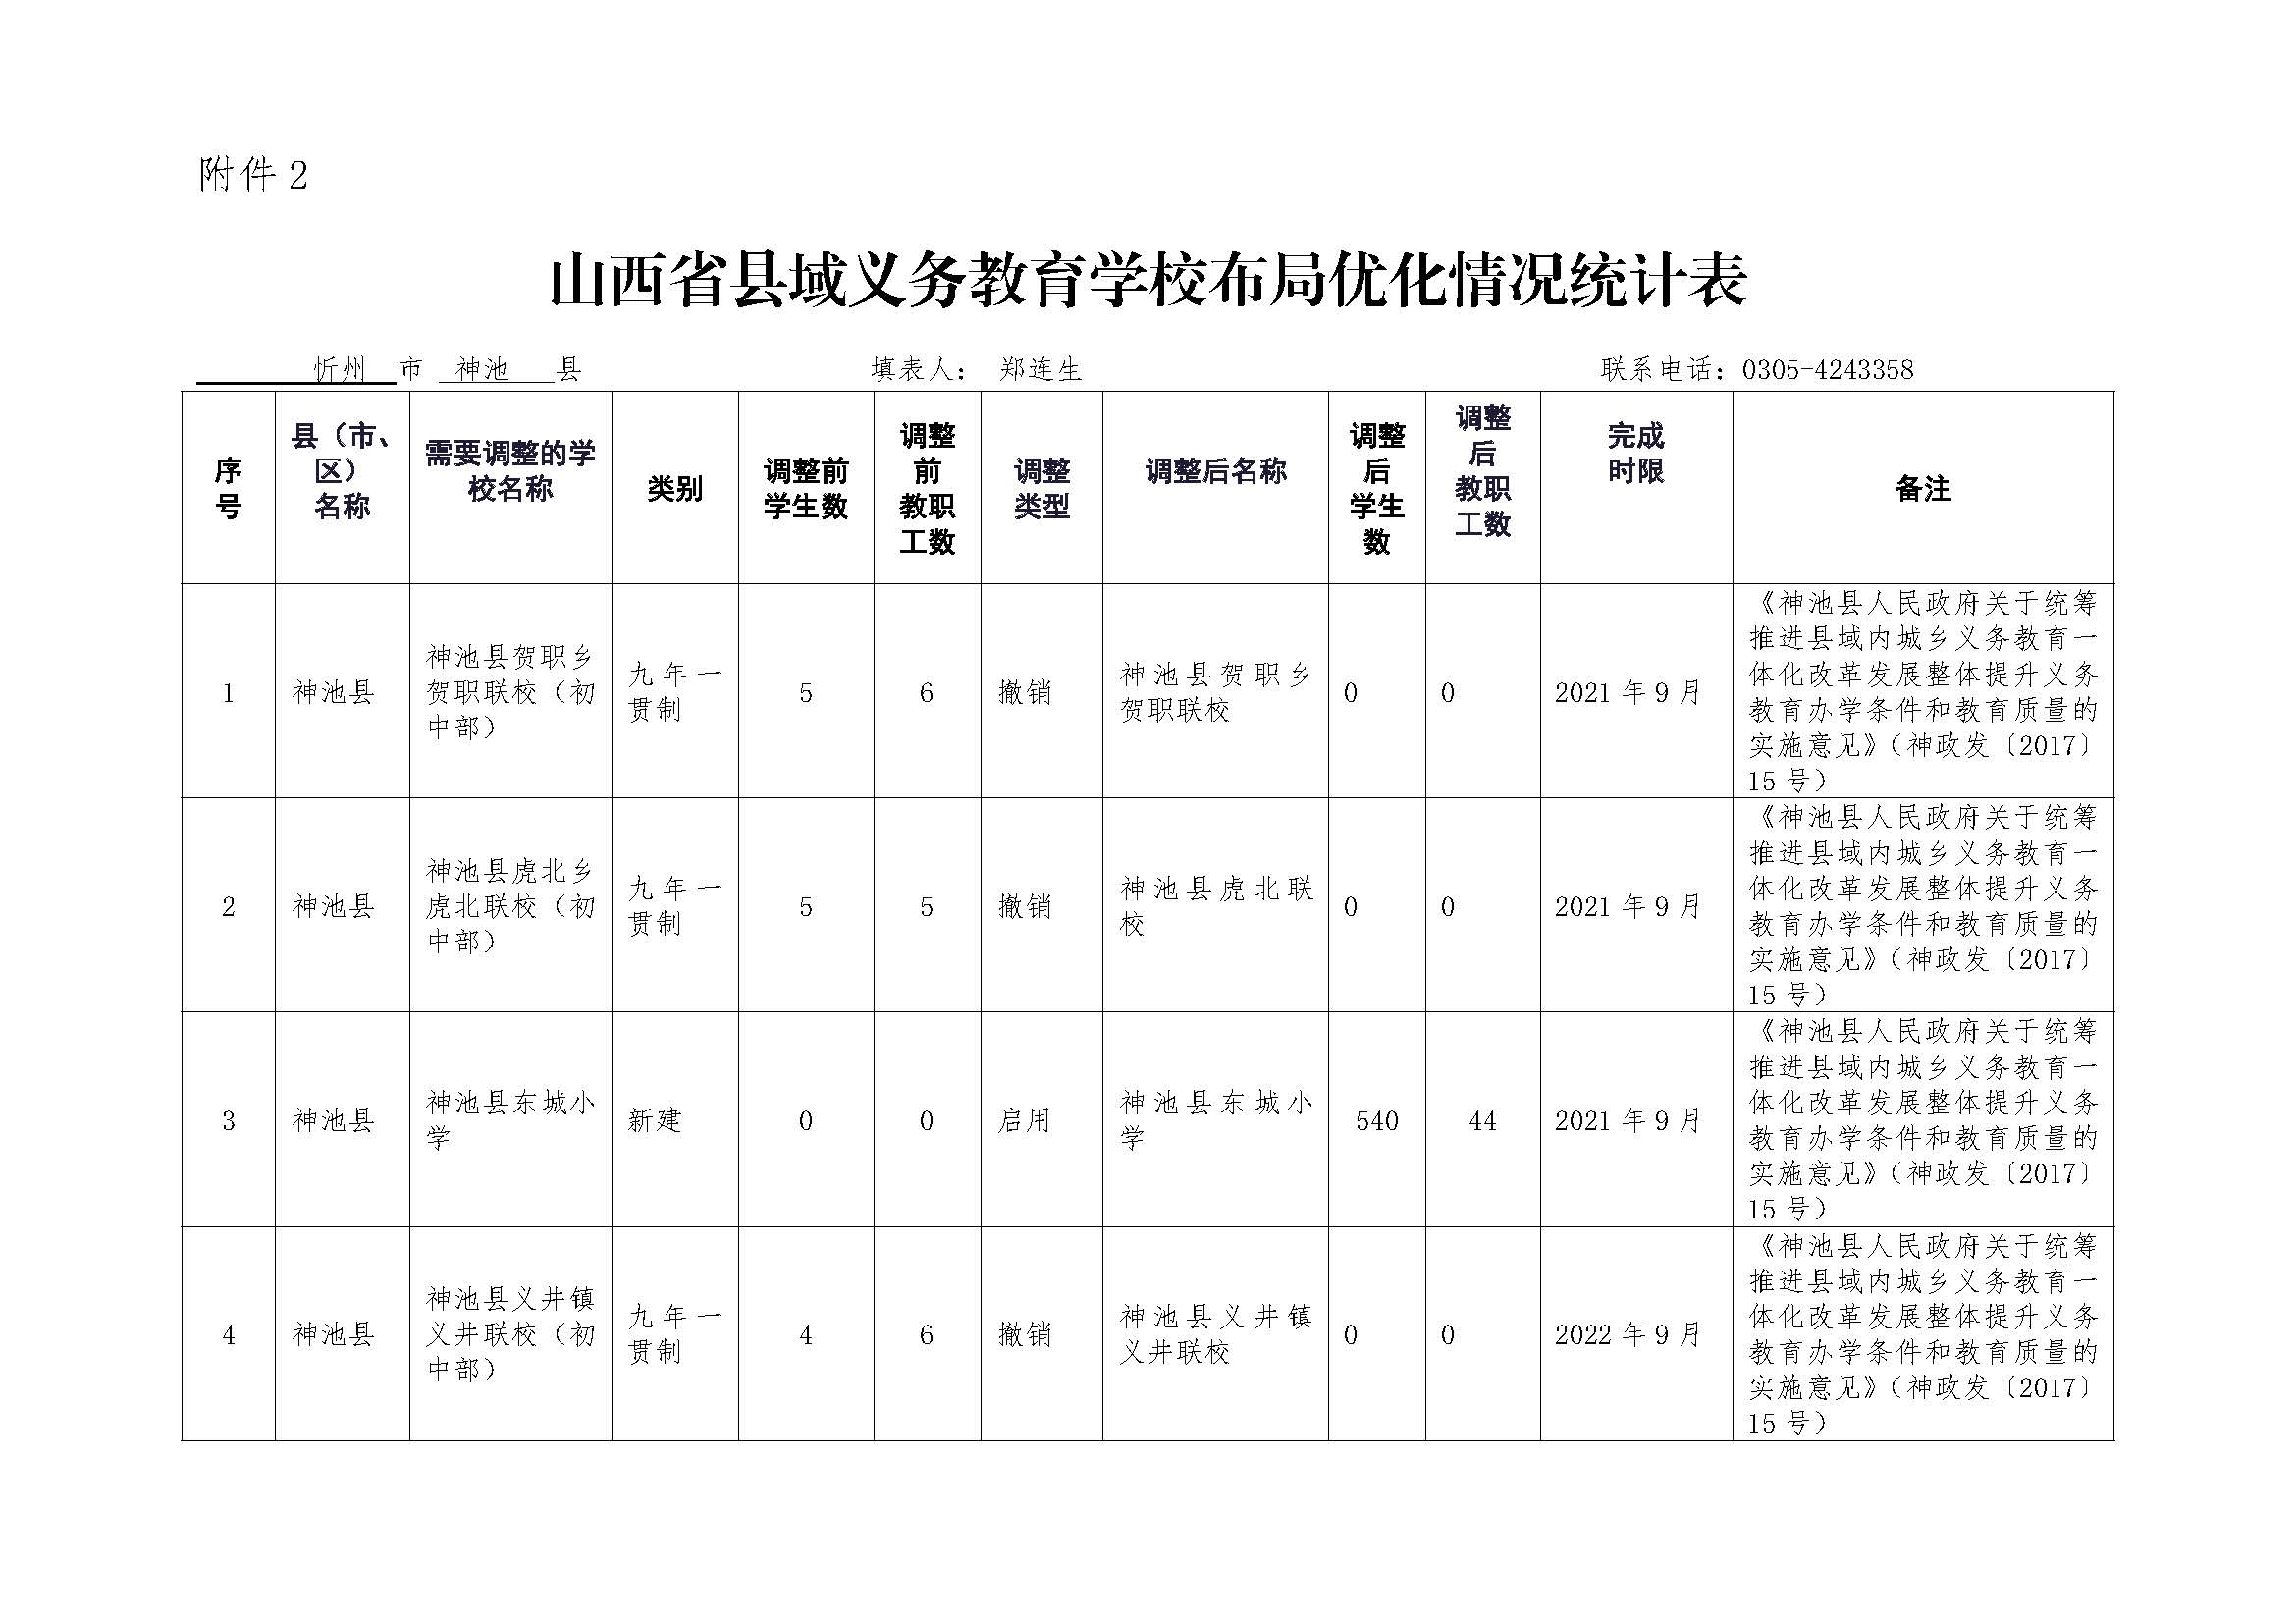 附件2
山西省县域义务教育学校布局优化情况统计表
忻州 市 神池 县 填表人： 郑连生 联系电话：0305-4243358
序
号
县（市、
区）
名称
需要调整的学
校名称
类别
调整前
学生数
调整
前
教职
工数
调整
类型
调整后名称
调整
后
学生
数
调整
后
教职
工数
完成
时限
备注
1
神池县
神池县贺职乡
贺职联校（初
中部）
九年一
贯制
5
6
撤销
神池县贺职乡
贺职联校
0
0
2021年9月
《神池县人民政府关于统筹
推进县域内城乡义务教育一
体化改革发展整体提升义务
教育办学条件和教育质量的
实施意见》（神政发〔2017〕
15号）
2
神池县
神池县虎北乡
虎北联校（初
中部）
九年一
贯制
5
5
撤销
神池县虎北联
校
0
0
2021年9月
《神池县人民政府关于统筹
推进县域内城乡义务教育一
体化改革发展整体提升义务
教育办学条件和教育质量的
实施意见》（神政发〔2017〕
15号）
3
神池县
神池县东城小
学
新建
0
0
启用
神池县东城小
学
540
44
2021年9月
《神池县人民政府关于统筹
推进县域内城乡义务教育一
体化改革发展整体提升义务
教育办学条件和教育质量的
实施意见》（神政发〔2017〕
15号）
4
神池县
神池县义井镇
义井联校（初
中部）
九年一
贯制
4
6
撤销
神池县义井镇
义井联校
0
0
2022年9月
《神池县人民政府关于统筹
推进县域内城乡义务教育一
体化改革发展整体提升义务
教育办学条件和教育质量的
实施意见》（神政发〔2017〕
15号）